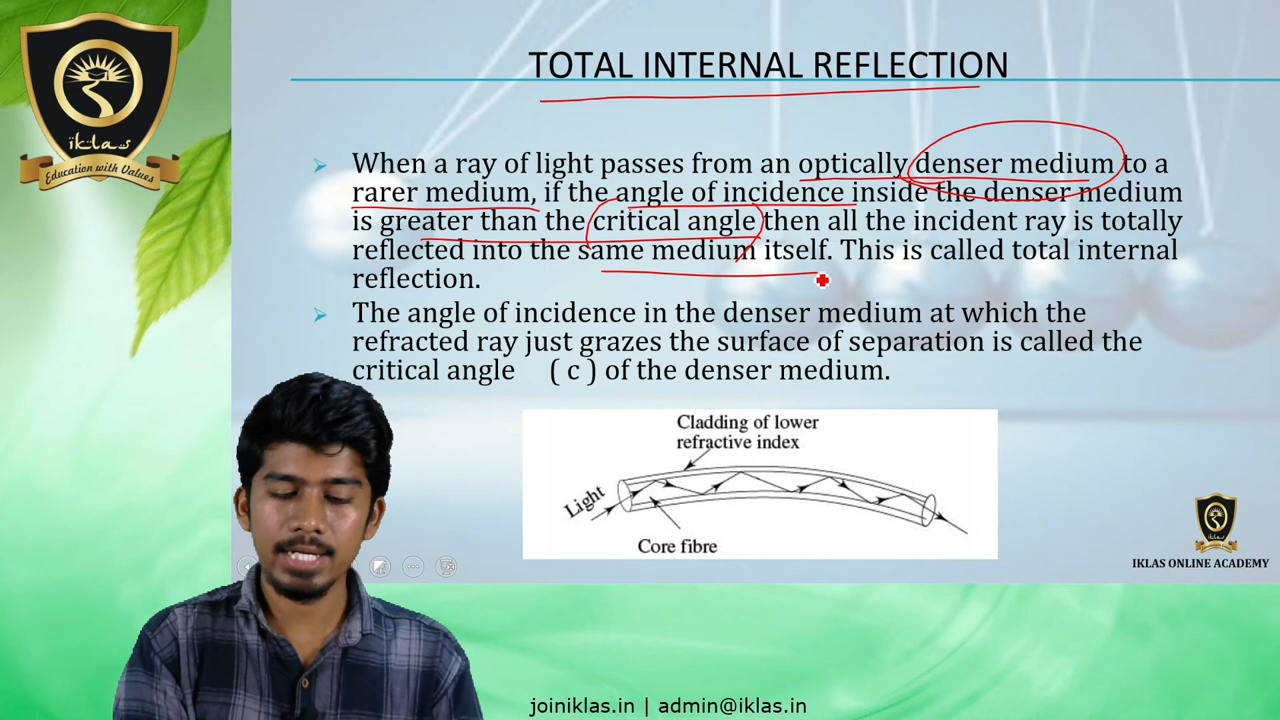 iklas
Education with Values
TOTAL INTERNAL REFLECTION
When a ray of light passes from an optically denser medium to a
rarer medium, if the angle of incidence inside the denser medium
is greater than the critical angle then all the incident ray is totally
reflected into the same medium itself. This is called total internal
reflection.
The angle of incidence in the denser medium at which the
refracted ray just grazes the surface of separation is called the
critical angle ( c ) of the denser medium.
Cladding of lower
refractive index
Light
Core fibre
IKLAS ONLINE ACADEMY
joiniklas.in | admin@iklas.in